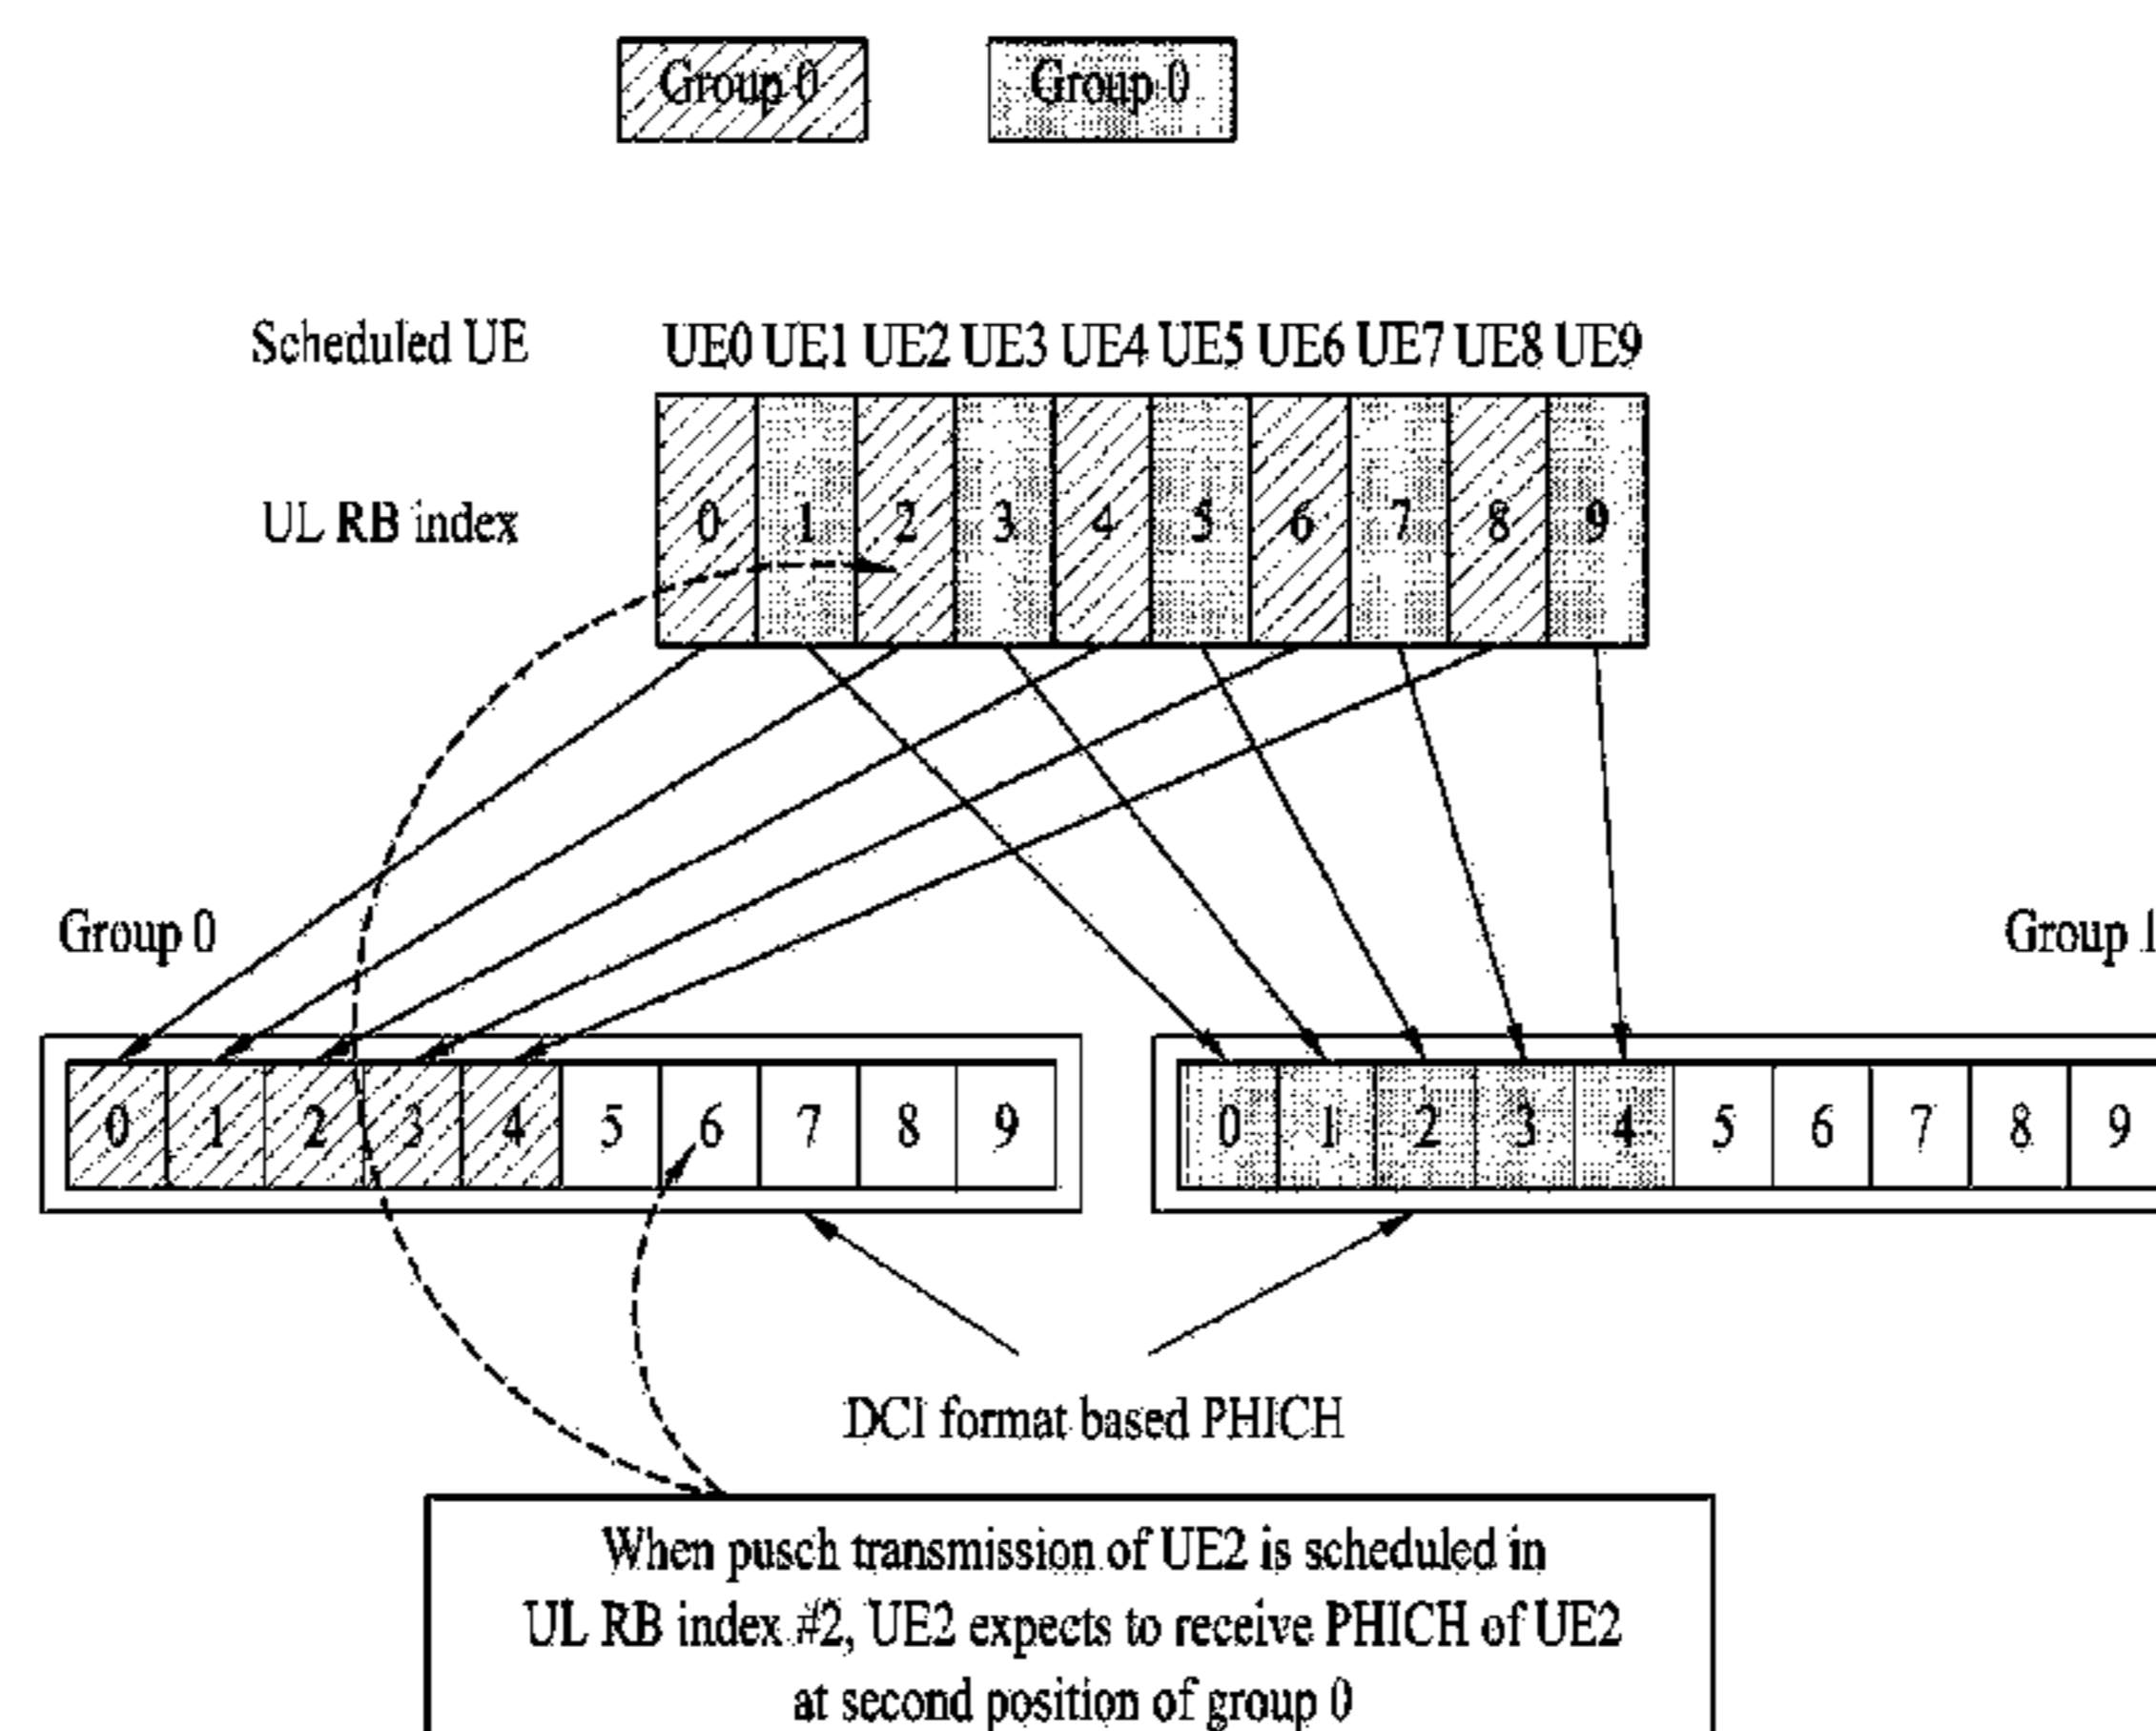 Group 0 Group 0
Scheduled UE UE0 UE1 UE2 UE3 UE4 UE5 UE6 UE7 UE8 UE9
UL RB index 0 1 2 3 4 5 6 7 8 9
Group 0 Group 1
0 1 2 3 4 5 6 7 8 9 0 1 2 3 4 5 6 7 8 9
DCI format based PHICH
When pusch transmission of UE2 is scheduled in
UL RB index #2, UE2 expects to receive PHICH of UE2
at second position of group 0